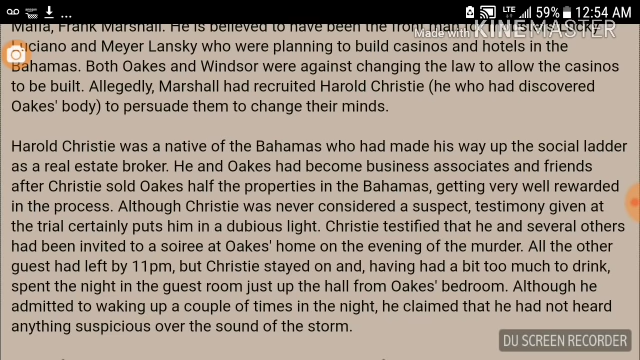 LTE 59% 12:54 AM
Made with KINEMASTER
Mafia, Frank Marshall. He is believed to have been the front man for
Luciano and Meyer Lansky who were planning to build casinos and hotels in the
Bahamas. Both Oakes and Windsor were against changing the law to allow the casinos
to be built. Allegedly, Marshall had recruited Harold Christie (he who had discovered
Oakes' body) to persuade them to change their minds.
Harold Christie was a native of the Bahamas who had made his way up the social ladder
as a real estate broker. He and Oakes had become business associates and friends
after Christie sold Oakes half the properties in the Bahamas, getting very well rewarded
in the process. Although Christie was never considered a suspect, testimony given at
the trial certainly puts him in a dubious light. Christie testified that he and several others
had been invited to a soiree at Oakes' home on the evening of the murder. All the other
guest had left by 11pm, but Christie stayed on and, having had a bit too much to drink,
spent the night in the guest room just up the hall from Oakes' bedroom. Although he
admitted to waking up a couple of times in the night, he claimed that he had not heard
anything suspicious over the sound of the storm.
DU SCREEN RECORDER